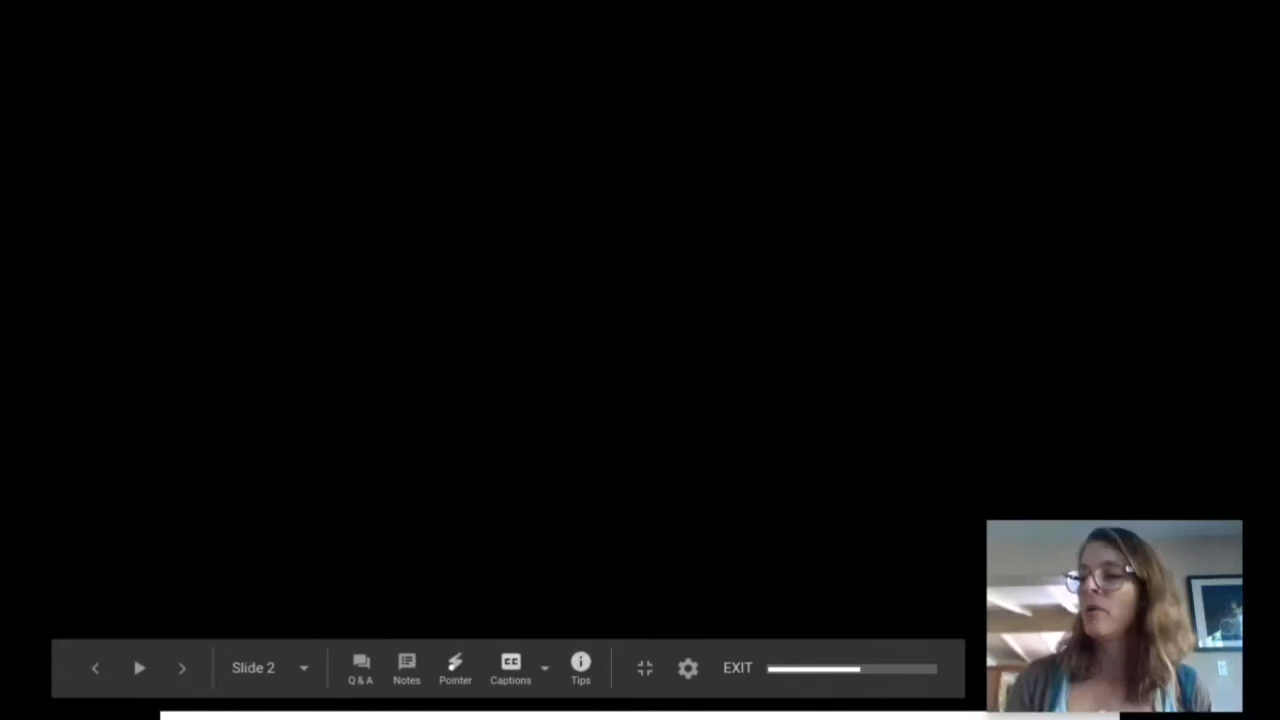 Slide 2
Q & A
Notes
Pointer
CC
Captions
Tips
EXIT